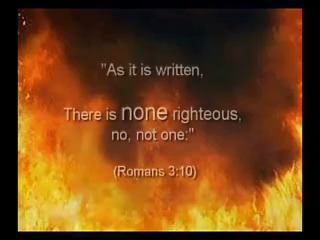 "As it is written,
There is none righteous,
no, not one:"
(Romans 3:10)